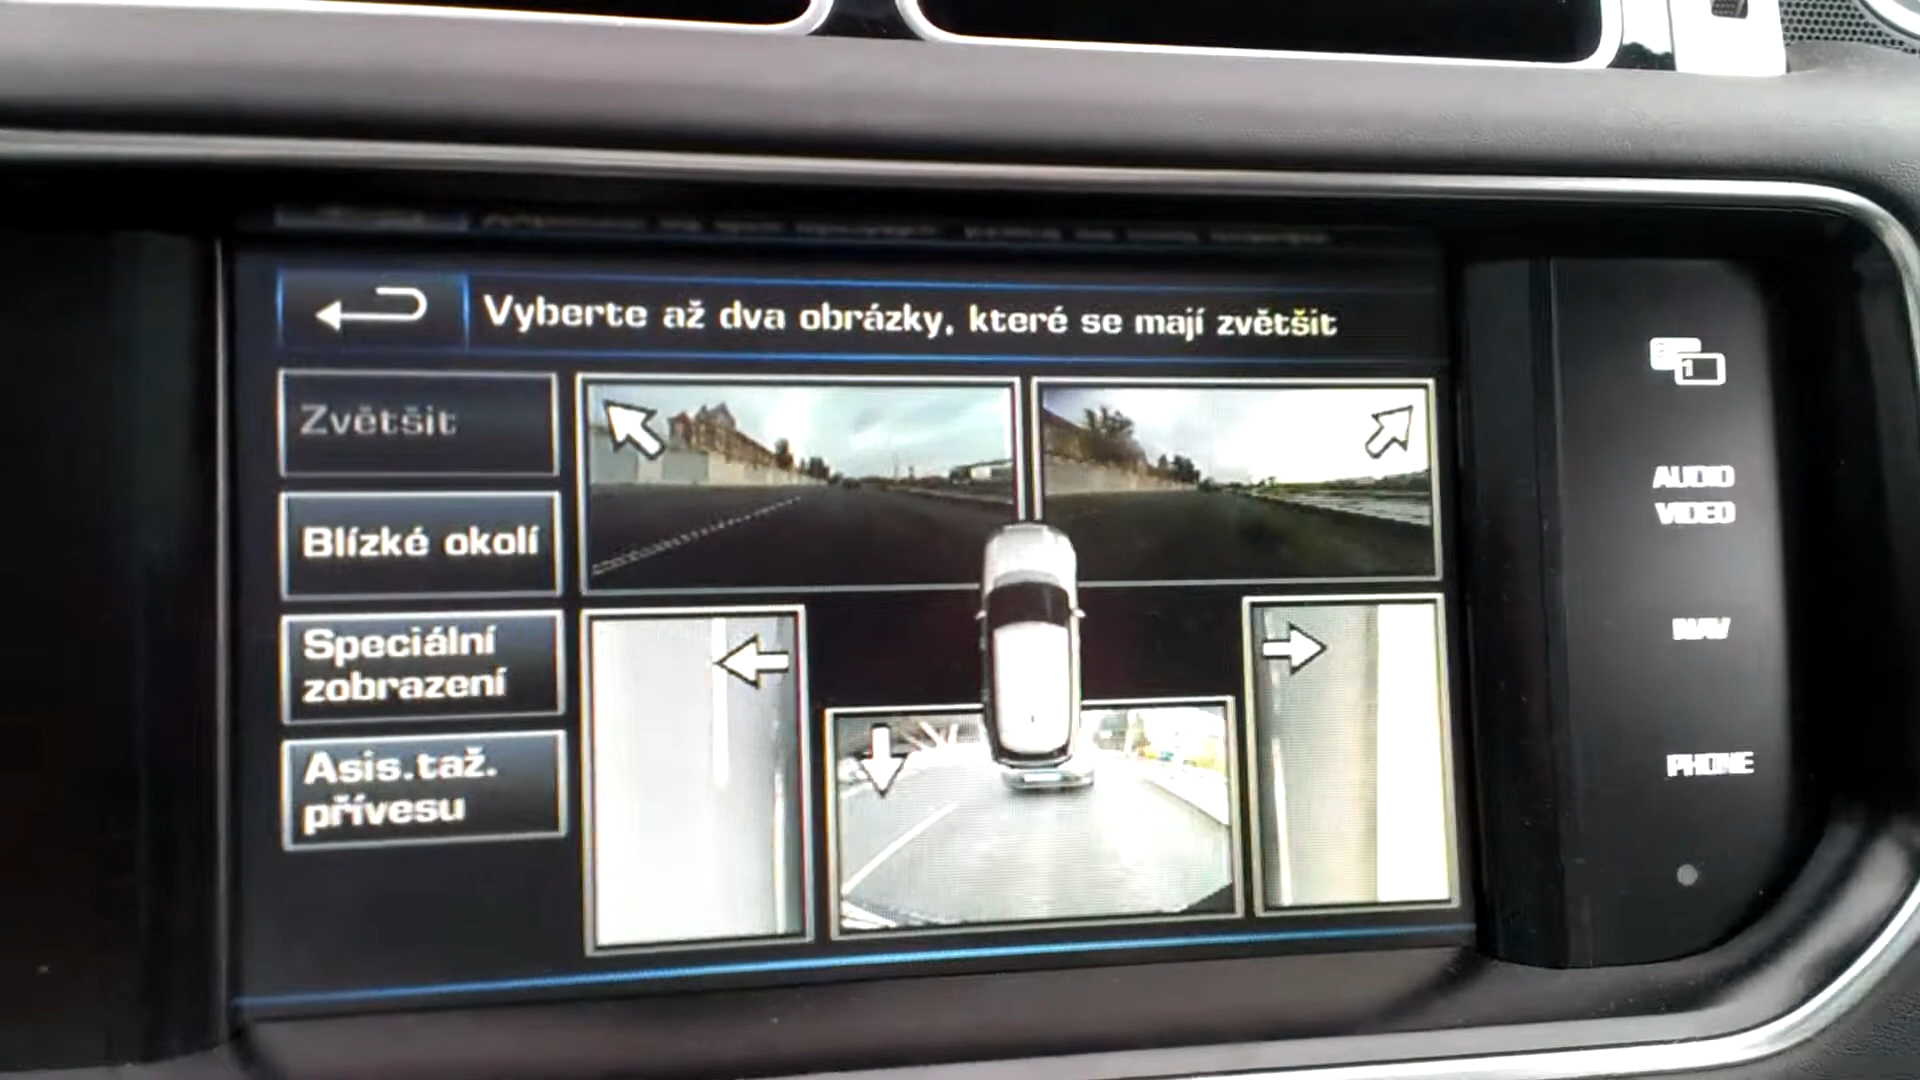 Vyberte až dva obrázky, které se mají zvětšit
Zvětšit
Blízké okolí
Speciální
zobrazení
Asis.taž.
přívesu
1
AUDIO
VIDEO
NAV
PHONE